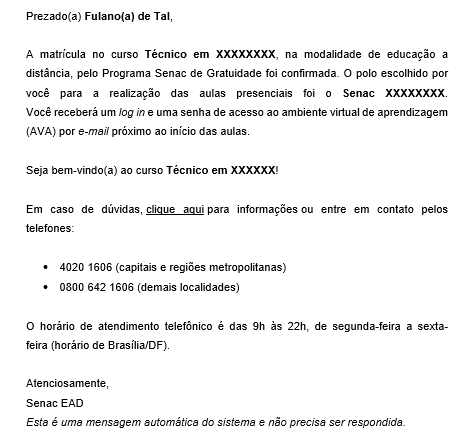 Prezado(a) Fulano(a) de Tal,
A matrícula no curso Técnico em XXXXXXXX, na modalidade de educação a
distância, pelo Programa Senac de Gratuidade foi confirmada. O polo escolhido por
você para a realização das aulas presenciais foi o Senac XXXXXXXX.
Você receberá um log in e uma senha de acesso ao ambiente virtual de aprendizagem
(AVA) por e-mail próximo ao início das aulas.
Seja bem-vindo(a) ao curso Técnico em XXXXXX!
Em caso de dúvidas, clique aqui para informações ou entre em contato pelos
telefones:
• 4020 1606 (capitais e regiões metropolitanas)
• 0800 642 1606 (demais localidades)
O horário de atendimento telefônico é das 9h às 22h, de segunda-feira a sexta-
feira (horário de Brasília/DF).
Atenciosamente,
Senac EAD
Esta é uma mensagem automática do sistema e não precisa ser respondida.